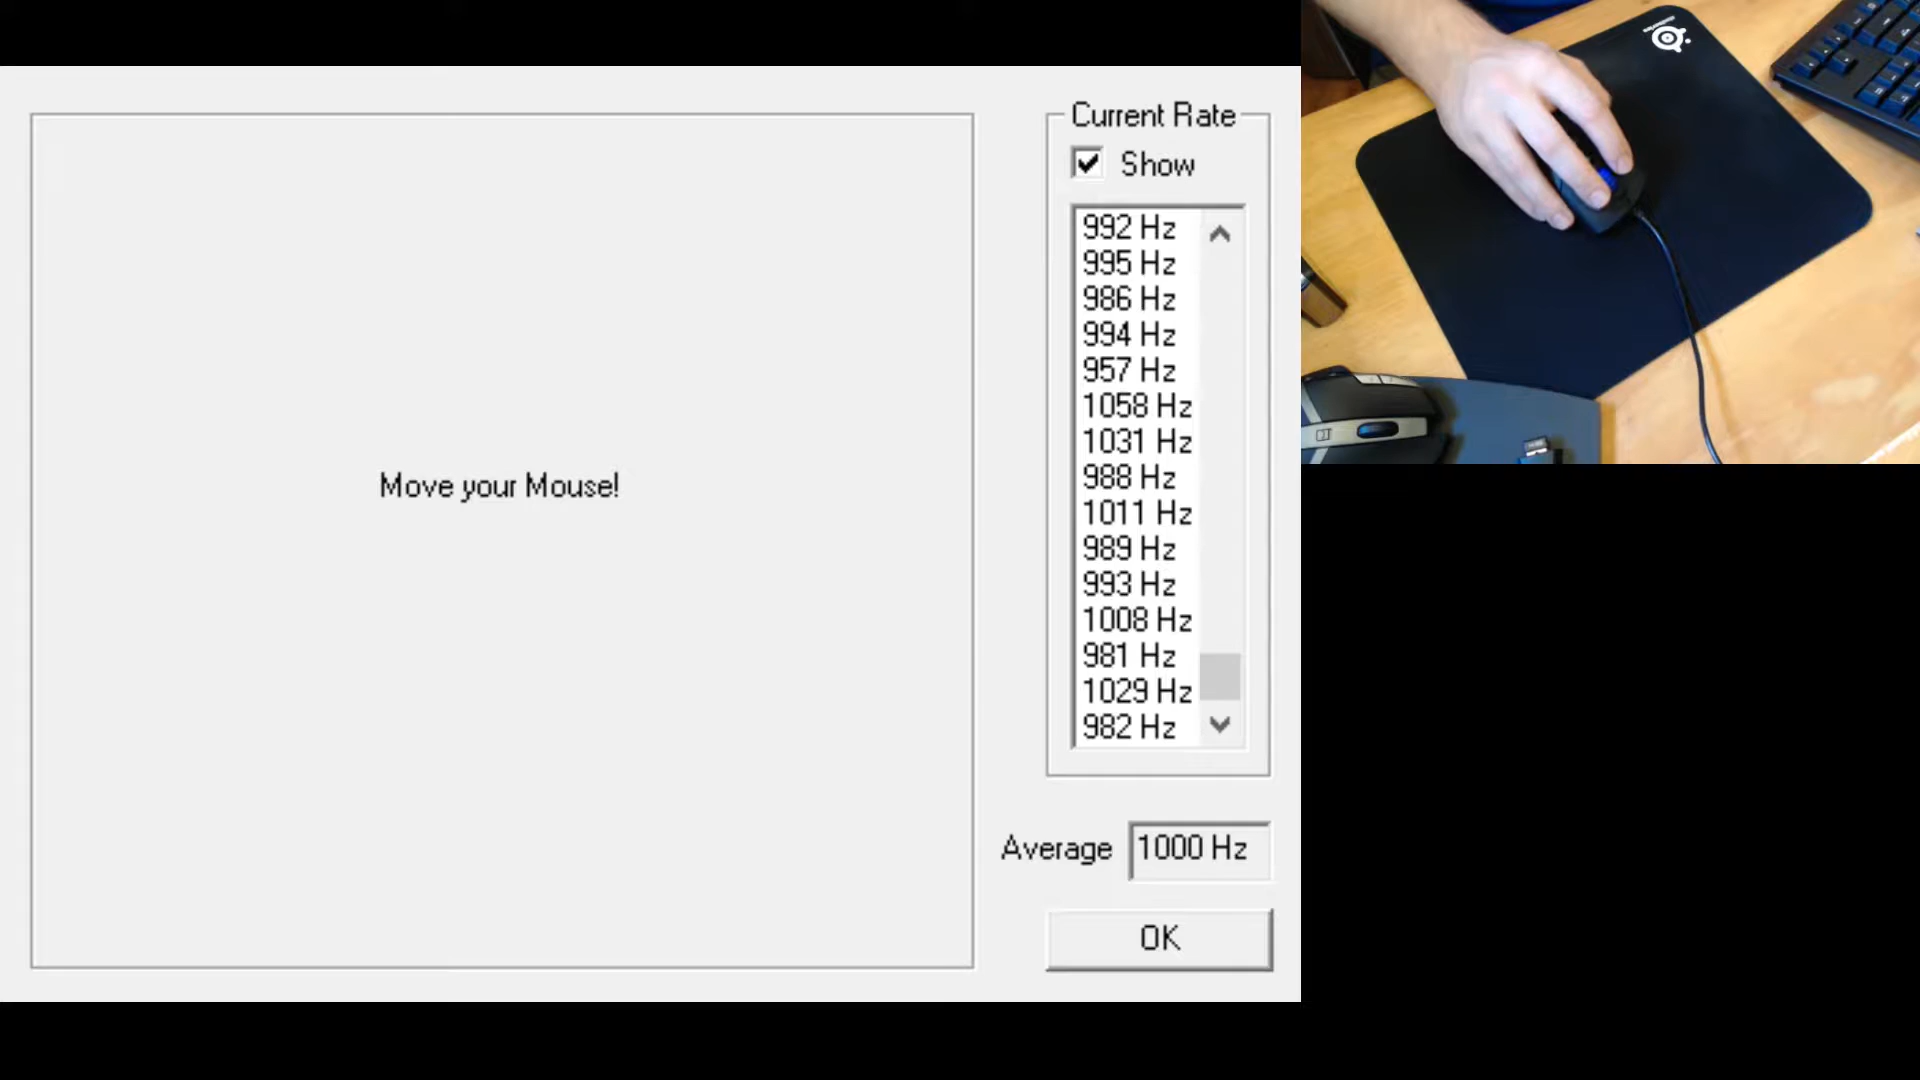 Current Rate
Show
992 Hz
995 Hz
986 Hz
994 Hz
957 Hz
1058 Hz
1031 Hz
988 Hz
1011 Hz
989 Hz
993 Hz
1008 Hz
981 Hz
1029 Hz
982 Hz
Move your Mouse!
Average 1000 Hz
OK